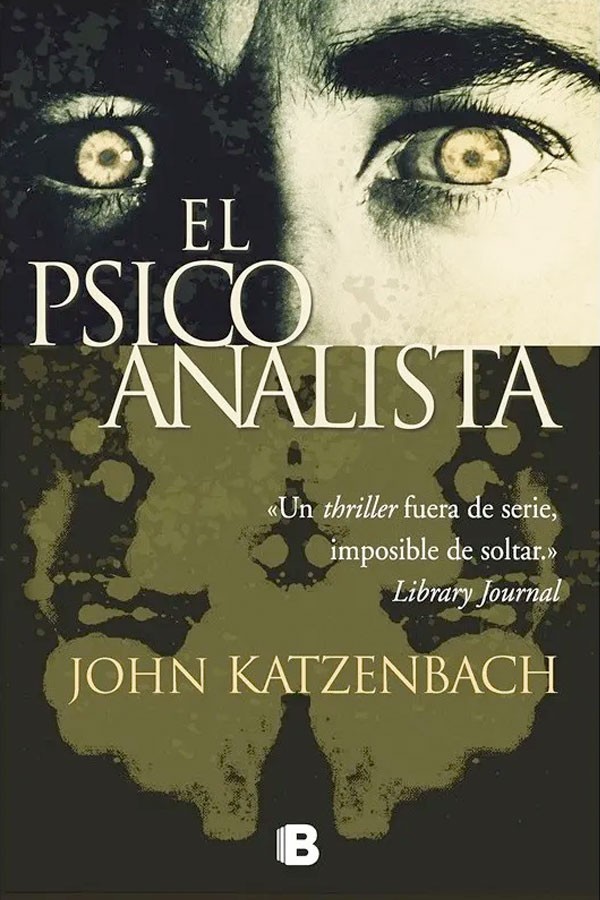 EL
PSICO
ANALISTA
«Un thriller fuera de serie,
imposible de soltar.»
Library Journal
JOHN KATZENBACH
B